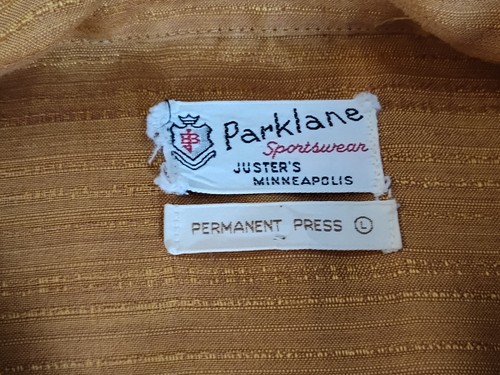 Parklane
Sportswear
JUSTER'S
MINNEAPOLIS
PERMANENT PRESS L